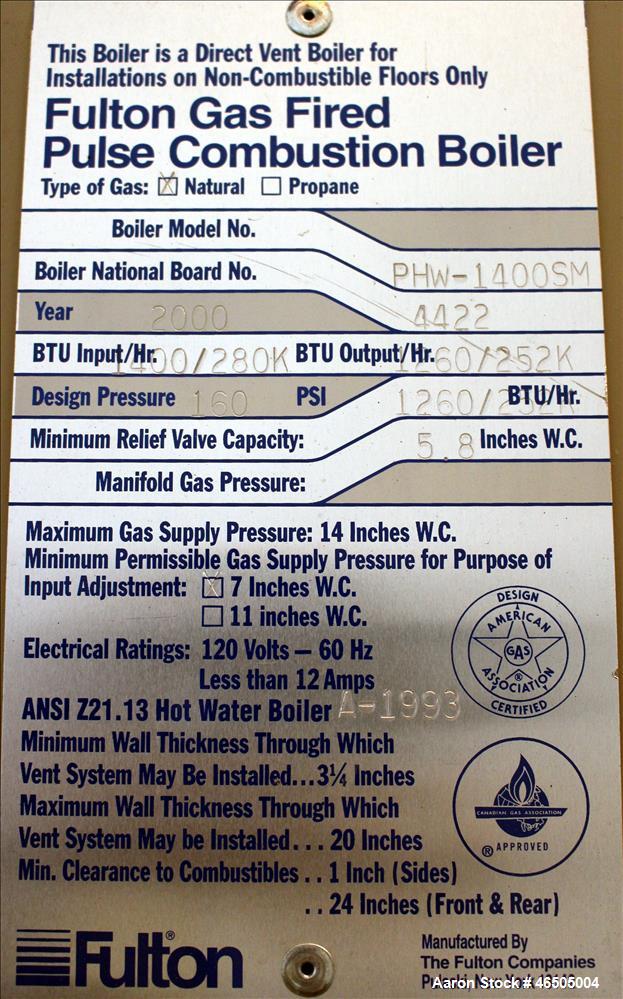 This Boiler is a Direct Vent Boiler for
Installations on Non-Combustible Floors Only
Fulton Gas Fired
Pulse Combustion Boiler
Type of Gas: ☒ Natural ☐ Propane
Boiler Model No.
Boiler National Board No. PHW-1400SM
Year 2000 4422
BTU Input/Hr. 1400/280K BTU Output/Hr. 1260/252K
Design Pressure 160 PSI 1260/252K BTU/Hr.
Minimum Relief Valve Capacity: 5.8 Inches W.C.
Manifold Gas Pressure:
Maximum Gas Supply Pressure: 14 Inches W.C.
Minimum Permissible Gas Supply Pressure for Purpose of
Input Adjustment: ☒ 7 Inches W.C.
☐ 11 inches W.C.
Electrical Ratings: 120 Volts — 60 Hz
Less than 12 Amps
ANSI Z21.13 Hot Water Boiler A-1993
Minimum Wall Thickness Through Which
Vent System May Be Installed...3¼ Inches
Maximum Wall Thickness Through Which
Vent System May be Installed... 20 Inches
Min. Clearance to Combustibles .. 1 Inch (Sides)
.. 24 Inches (Front & Rear)
DESIGN
AMERICAN
GAS
®
ASSOCIATION
CERTIFIED
CANADIAN GAS ASSOCIATION
® APPROVED
Fulton®
Manufactured By
The Fulton Companies
Pulaski, New York
Aaron Stock # 46505004